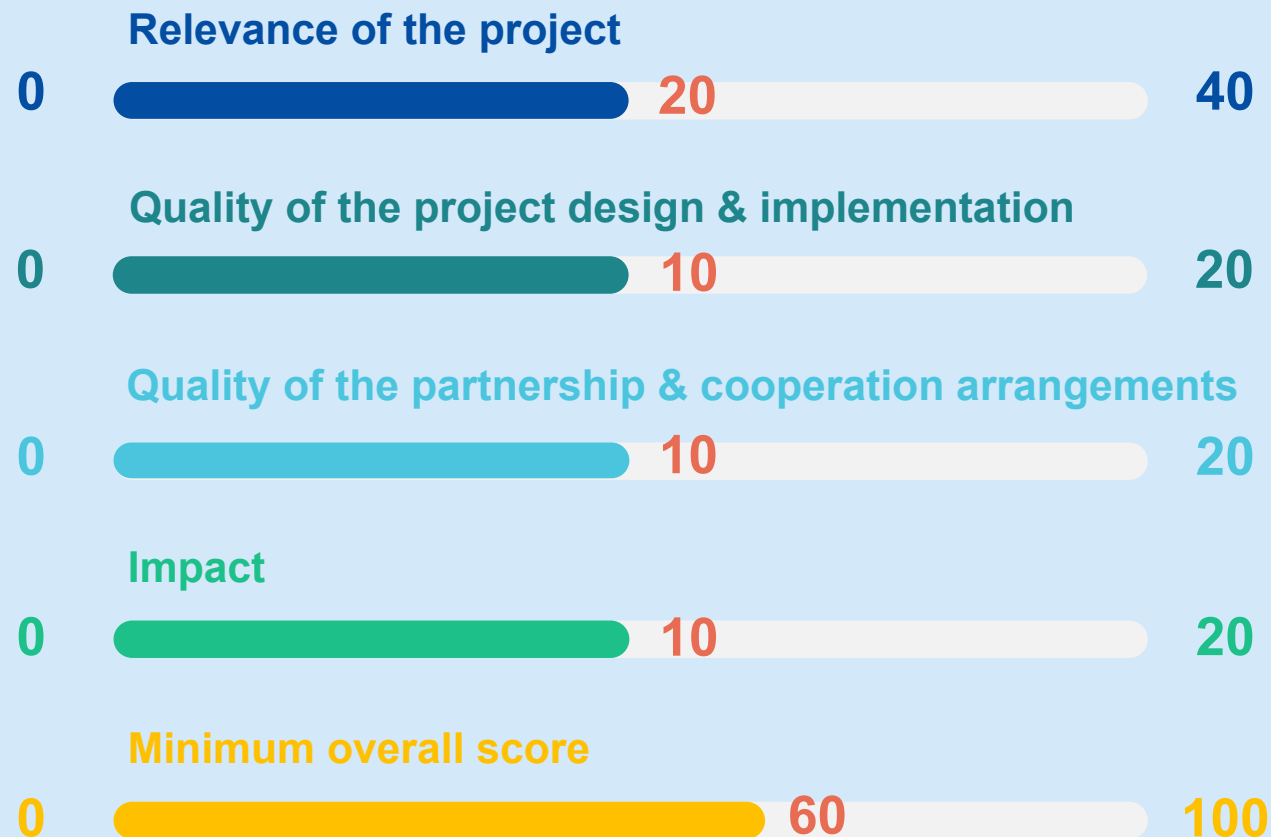 Relevance of the project
0 20 40
Quality of the project design & implementation
0 10 20
Quality of the partnership & cooperation arrangements
0 10 20
Impact
0 10 20
Minimum overall score
0 60 100